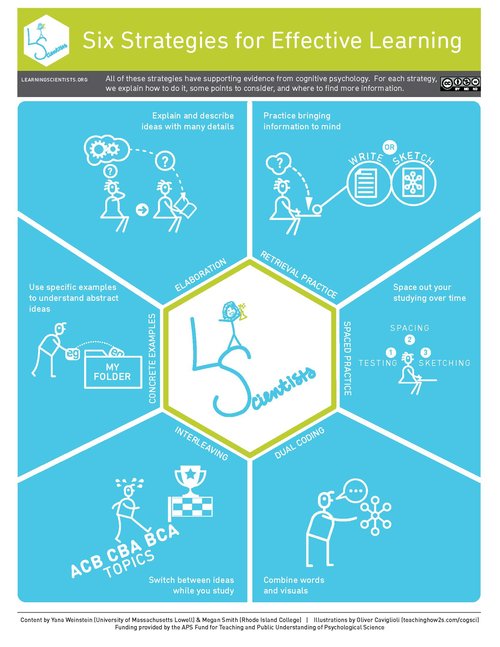 LS
cientists
Six Strategies for Effective Learning
LEARNINGSCIENTISTS.ORG
All of these strategies have supporting evidence from cognitive psychology. For each strategy,
we explain how to do it, some points to consider, and where to find more information.
cc
BY NC ND
Explain and describe
ideas with many details
?
?
ELABORATION
Practice bringing
information to mind
?
OR
WRITE SKETCH
RETRIEVAL PRACTICE
Use specific examples
to understand abstract
ideas
eg
MY
FOLDER
CONCRETE EXAMPLES
Space out your
studying over time
SPACING
2
1 3
TESTING SKETCHING
SPACED PRACTICE
LS
cientists
INTERLEAVING
ACB CBA BCA
TOPICS
Switch between ideas
while you study
DUAL CODING
Combine words
and visuals
Content by Yana Weinstein (University of Massachusetts Lowell) & Megan Smith (Rhode Island College) | Illustrations by Oliver Caviglioli (teachinghow2s.com/cogsci)
Funding provided by the APS Fund for Teaching and Public Understanding of Psychological Science